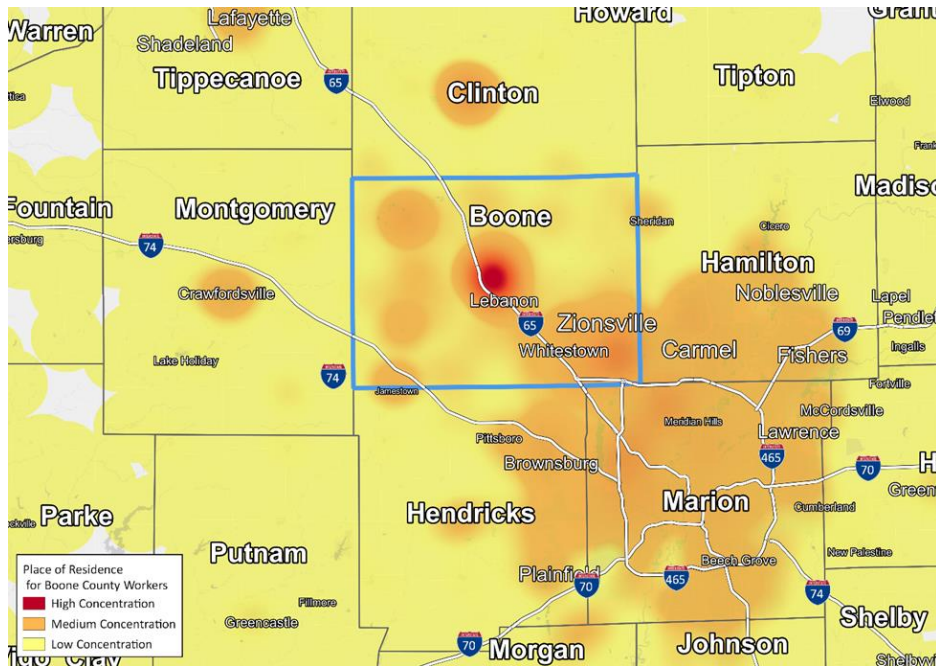 Howard
Grant
Warren
Lafayette
Shadeland
Tippecanoe
65
Clinton
Tipton
Elwood
Madiso
Fountain
Montgomery
Boone
Sheridan
Cicero
74
Hamilton
Crawfordsville
Lebanon
Noblesville
Lapel
65
Zionsville
69
Pendlet
Whitestown
Carmel
Fishers
Ingalls
Lake Holiday
74
Jamestown
Fortville
Meridian Hills
McCordsville
Pittsboro
Lawrence
Brownsburg
465
70
Marion
Parke
Hendricks
Cumberland
Putnam
New Palestine
Beech Grove
Plainfield
70
465
74
Place of Residence
for Boone County Workers
High Concentration
Medium Concentration
Low Concentration
Fillmore
Greencastle
Shelby
70
Morgan
Johnson
Shelbyvi